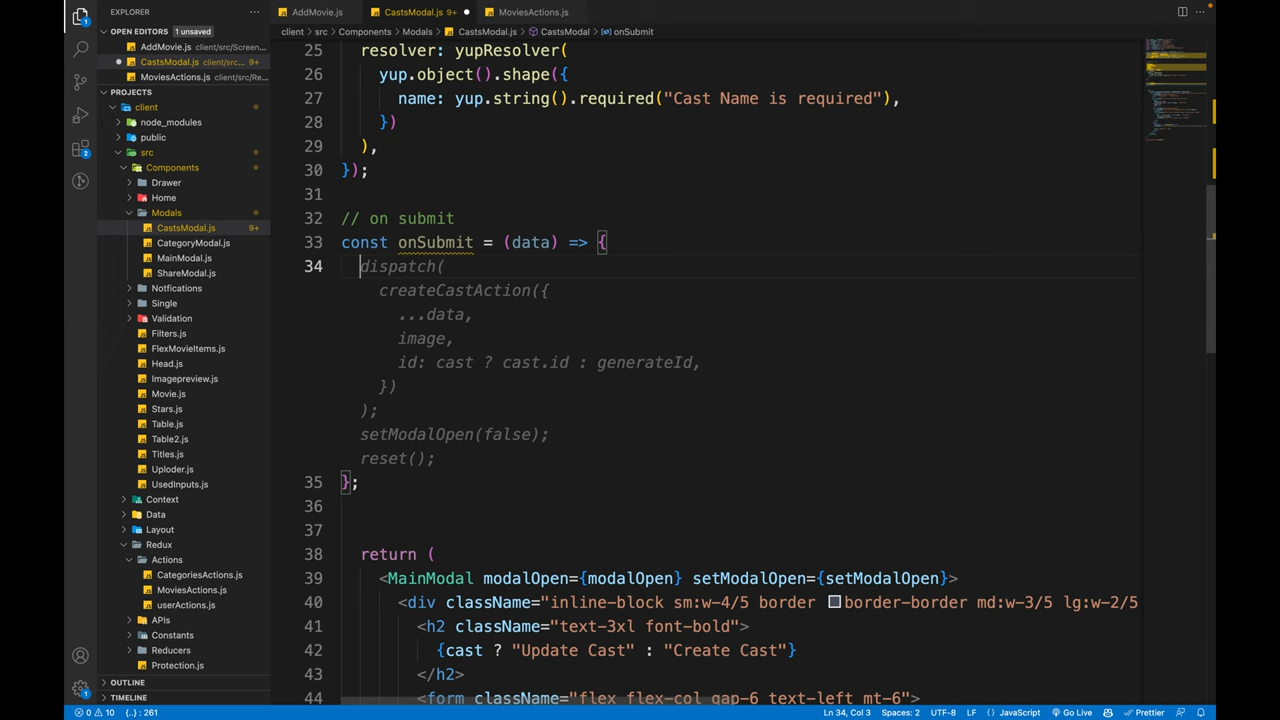 EXPLORER
OPEN EDITORS 1 unsaved
AddMovie.js client/src/Screen...
CastsModal.js client/src... 9+
MoviesActions.js client/src/Re...
PROJECTS
client
node_modules
public
src
Components
Drawer
Home
Modals
CastsModal.js 9+
CategoryModal.js
MainModal.js
ShareModal.js
Notfications
Single
Validation
Filters.js
FlexMovieItems.js
Head.js
Imagepreview.js
Movie.js
Stars.js
Table.js
Table2.js
Titles.js
Uploder.js
UsedInputs.js
Context
Data
Layout
Redux
Actions
CategoriesActions.js
MoviesActions.js
userActions.js
APIs
Constants
Reducers
Protection.js
OUTLINE
TIMELINE
AddMovie.js CastsModal.js 9+ MoviesActions.js
client > src > Components > Modals > CastsModal.js > CastsModal > onSubmit
25 resolver: yupResolver(
26 yup.object().shape({
27 name: yup.string().required("Cast Name is required"),
28 })
29 ),
30 });
31
32 // on submit
33 const onSubmit = (data) => {
34 dispatch(
createCastAction({
...data,
image,
id: cast ? cast.id : generateId,
})
);
setModalOpen(false);
reset();
35 };
36
37
38 return (
39 <MainModal modalOpen={modalOpen} setModalOpen={setModalOpen}>
40 <div className="inline-block sm:w-4/5 border border-border md:w-3/5 lg:w-2/5
41 <h2 className="text-3xl font-bold">
42 {cast ? "Update Cast" : "Create Cast"}
43 </h2>
44 <form className="flex flex-col gap-6 text-left mt-6">
0 10 {..} : 261 Ln 34, Col 3 Spaces: 2 UTF-8 LF {} JavaScript Go Live Prettier